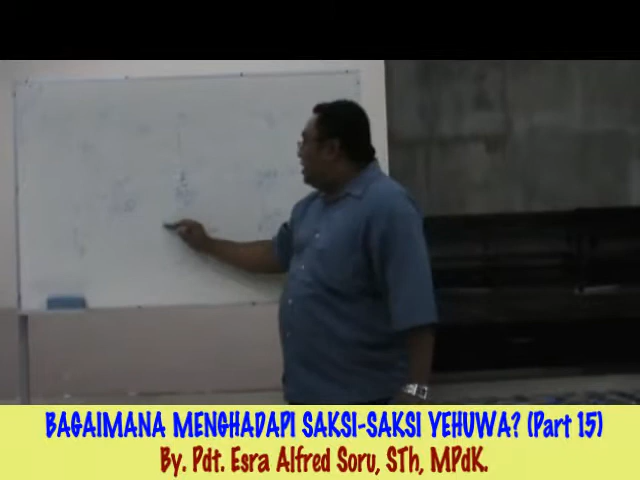 BAGAIMANA MENGHADAPI SAKSI-SAKSI YEHUWA? (Part 15)
By. Pdt. Esra Alfred Soru, STh, MPdK.